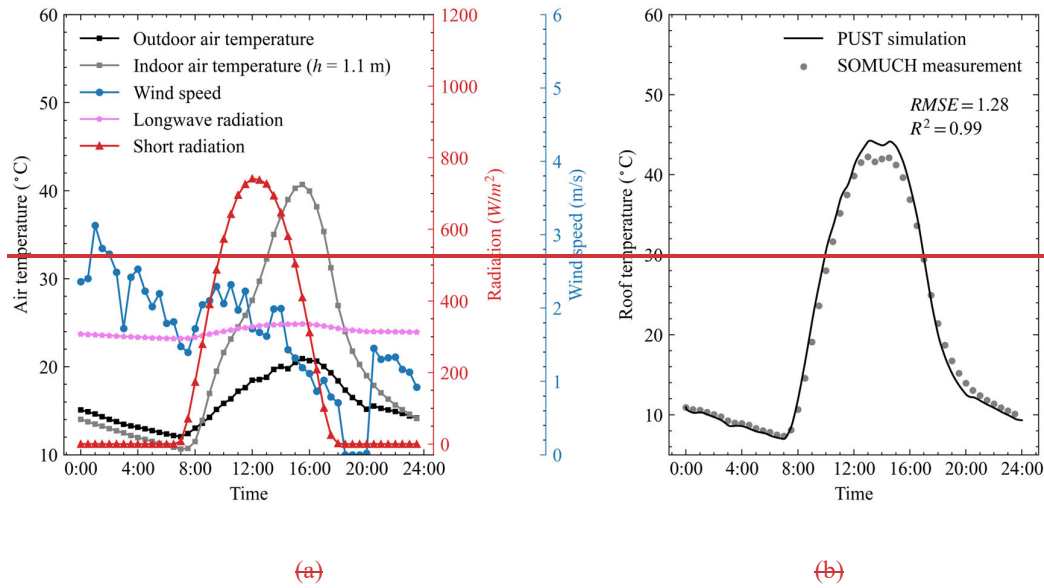 60
50
40
30
20
10
Air temperature (°C)
Outdoor air temperature
Indoor air temperature (h = 1.1 m)
Wind speed
Longwave radiation
Short radiation
0:00 4:00 8:00 12:00 16:00 20:00 24:00
Time
1200
1000
800
600
400
200
0
Radiation (W/m²)
6
5
4
3
2
1
0
Wind speed (m/s)
(a)
60
50
40
30
20
10
Roof temperature (°C)
PUST simulation
SOMUCH measurement
RMSE = 1.28
R² = 0.99
0:00 4:00 8:00 12:00 16:00 20:00 24:00
Time
(b)